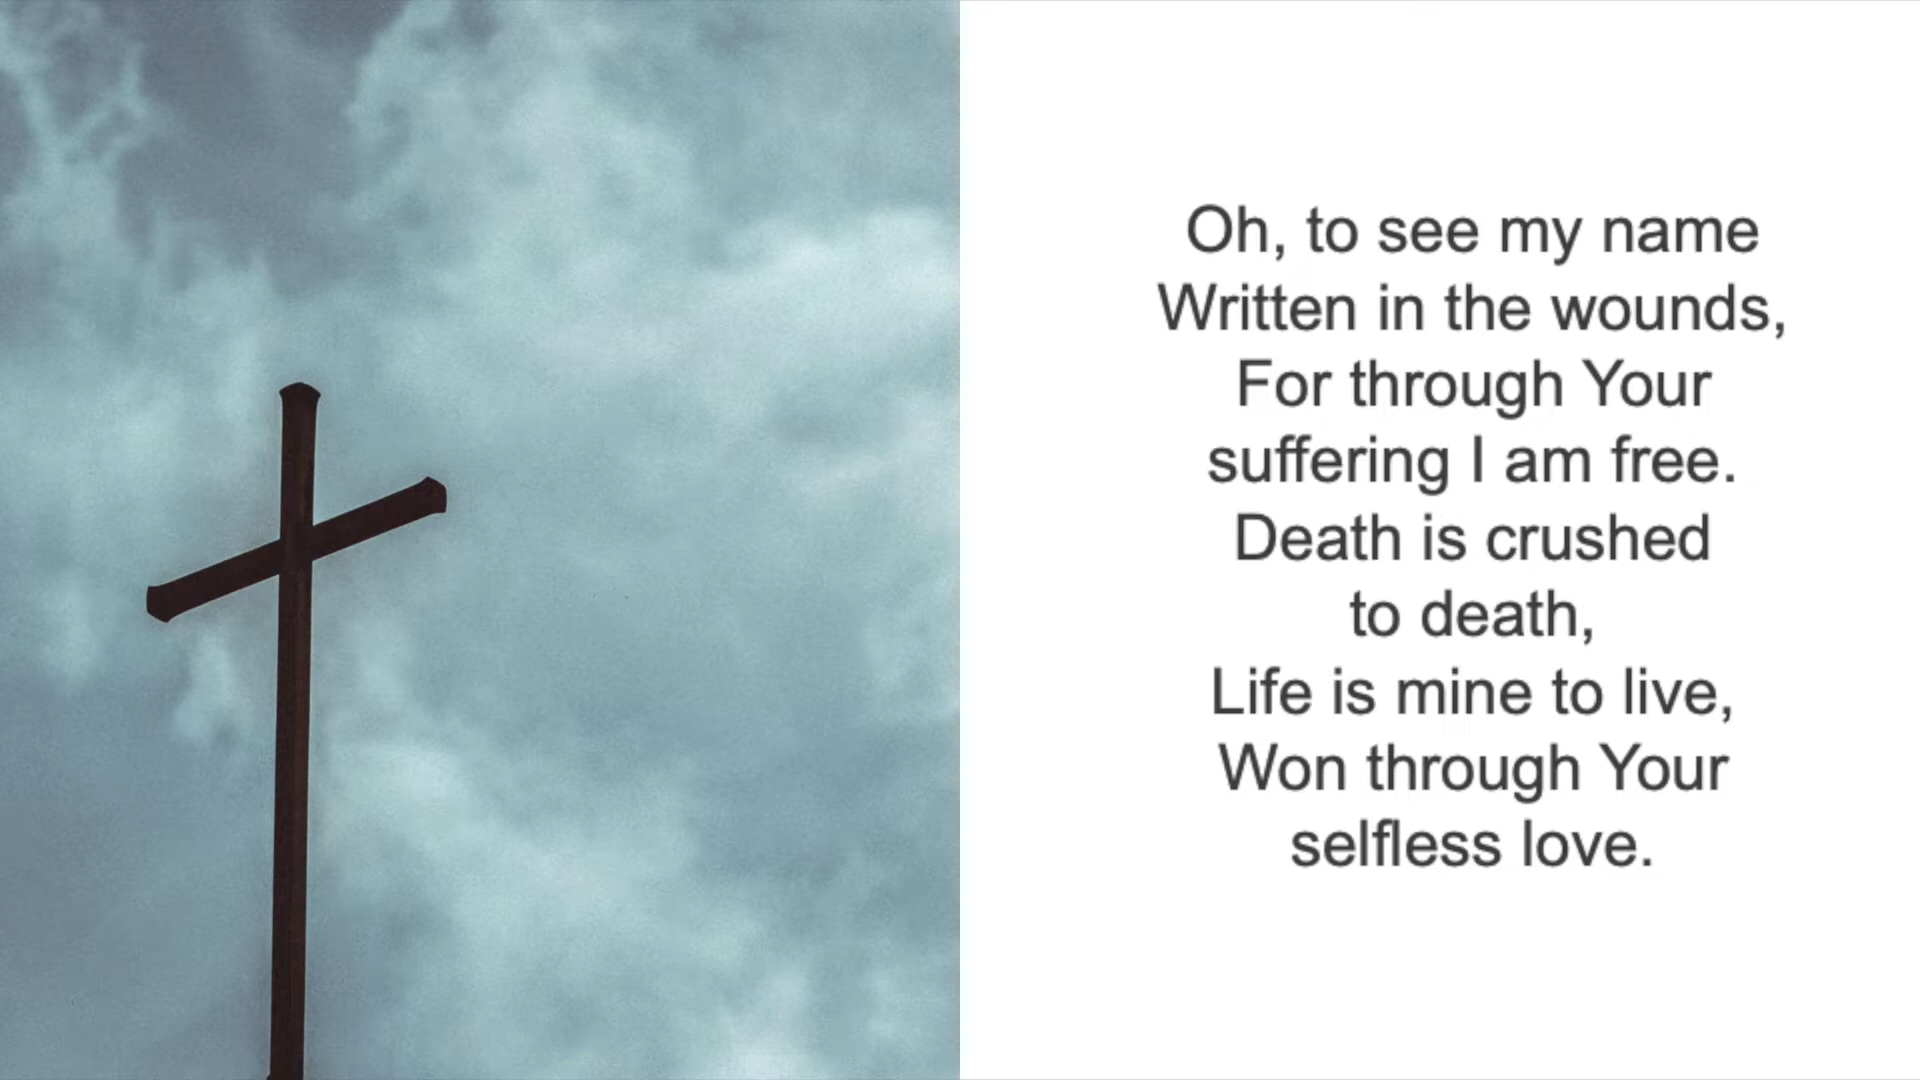 Oh, to see my name
Written in the wounds,
For through Your
suffering I am free.
Death is crushed
to death,
Life is mine to live,
Won through Your
selfless love.